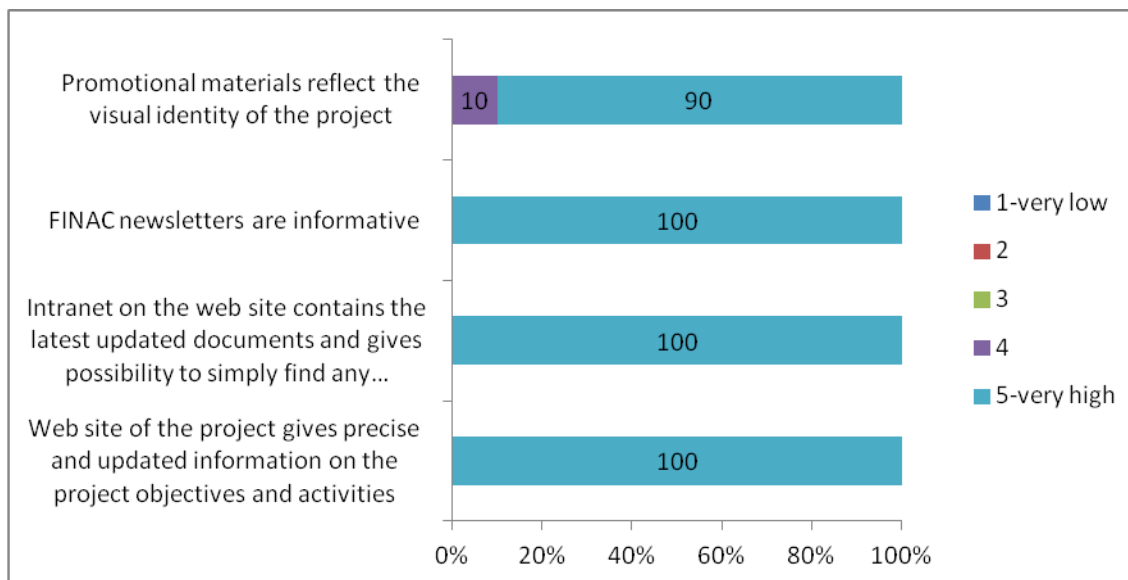 Promotional materials reflect the
visual identity of the project
10
90
FINAC newsletters are informative
100
Intranet on the web site contains the
latest updated documents and gives
possibility to simply find any...
100
Web site of the project gives precise
and updated information on the
project objectives and activities
100
0%
20%
40%
60%
80%
100%
1-very low
2
3
4
5-very high